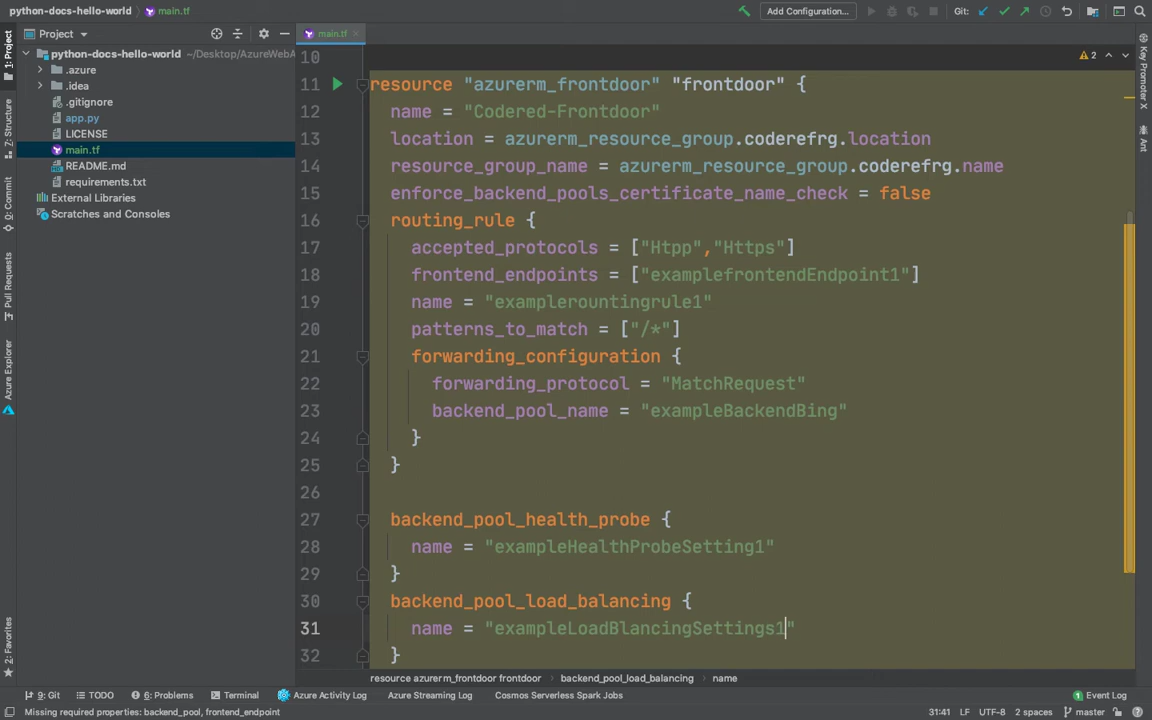 python-docs-hello-world main.tf Add Configuration... Git:
1: Project Project main.tf Key Promoter X
python-docs-hello-world ~/Desktop/AzureWebA
.azure
.idea
.gitignore
app.py
LICENSE
main.tf
README.md
requirements.txt
External Libraries
Scratches and Consoles
Z: Structure
0: Commit
Pull Requests
Azure Explorer
2: Favorites
Ant
2
10
11 resource "azurerm_frontdoor" "frontdoor" {
12 name = "Codered-Frontdoor"
13 location = azurerm_resource_group.coderefrg.location
14 resource_group_name = azurerm_resource_group.coderefrg.name
15 enforce_backend_pools_certificate_name_check = false
16 routing_rule {
17 accepted_protocols = ["Htpp","Https"]
18 frontend_endpoints = ["examplefrontendEndpoint1"]
19 name = "examplerountingrule1"
20 patterns_to_match = ["/*"]
21 forwarding_configuration {
22 forwarding_protocol = "MatchRequest"
23 backend_pool_name = "exampleBackendBing"
24 }
25 }
26
27 backend_pool_health_probe {
28 name = "exampleHealthProbeSetting1"
29 }
30 backend_pool_load_balancing {
31 name = "exampleLoadBlancingSettings1"
32 }
resource azurerm_frontdoor frontdoor › backend_pool_load_balancing › name
9: Git TODO 6: Problems Terminal Azure Activity Log Azure Streaming Log Cosmos Serverless Spark Jobs 1 Event Log
Missing required properties: backend_pool, frontend_endpoint 31:41 LF UTF-8 2 spaces master